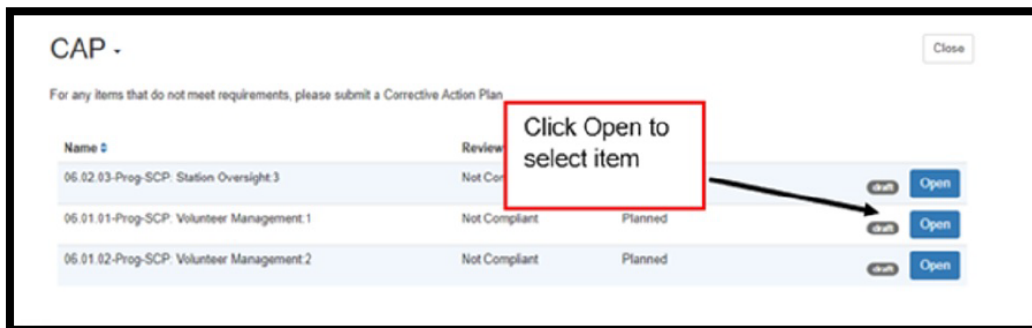 CAP
Close
For any items that do not meet requirements, please submit a Corrective Action Plan
Click Open to
select item
Name Review
06.02.03-Prog-SCP: Station Oversight:3 Not Con draft Open
06.01.01-Prog-SCP: Volunteer Management:1 Not Compliant Planned draft Open
06.01.02-Prog-SCP: Volunteer Management:2 Not Compliant Planned draft Open